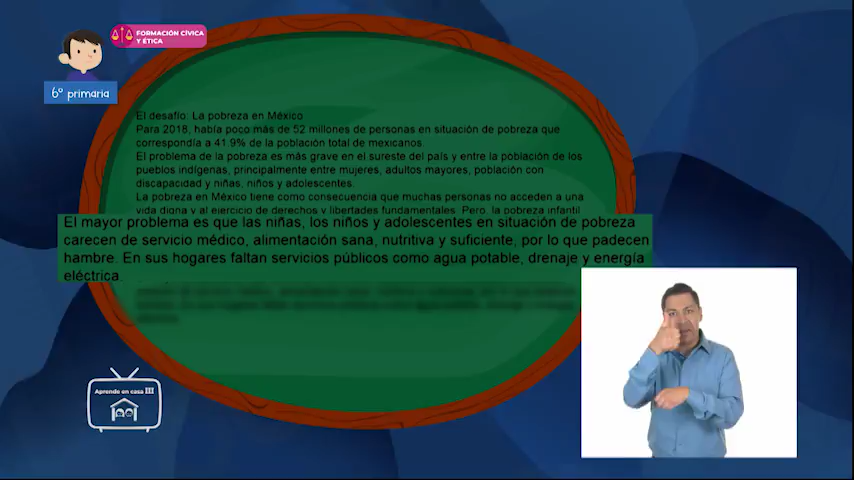 FORMACIÓN CÍVICA
Y ÉTICA
6° primaria
El desafío: La pobreza en México
Para 2018, había poco más de 52 millones de personas en situación de pobreza que
correspondía a 41.9% de la población total de mexicanos.
El problema de la pobreza es más grave en el sureste del país y entre la población de los
pueblos indígenas, principalmente entre mujeres, adultos mayores, población con
discapacidad y niñas, niños y adolescentes.
La pobreza en México tiene como consecuencia que muchas personas no acceden a una
vida digna y al ejercicio de derechos y libertades fundamentales. Pero, la pobreza infantil
El mayor problema es que las niñas, los niños y adolescentes en situación de pobreza
carecen de servicio médico, alimentación sana, nutritiva y suficiente, por lo que padecen
hambre. En sus hogares faltan servicios públicos como agua potable, drenaje y energía
eléctrica.
Aprende en casa III